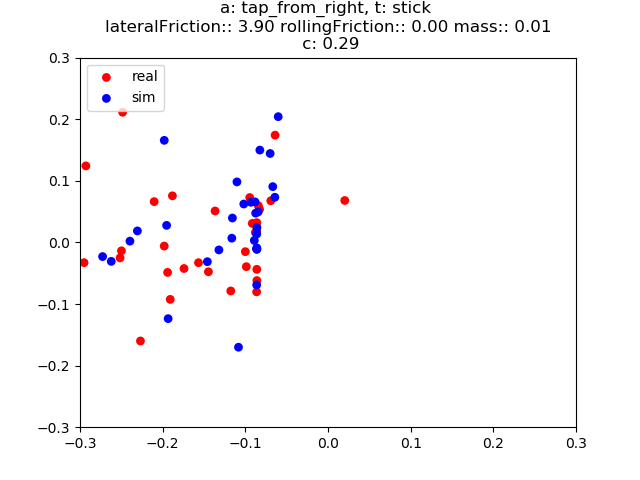 a: tap_from_right, t: stick
lateralFriction:: 3.90 rollingFriction:: 0.00 mass:: 0.01
c: 0.29
real
sim
0.3
0.2
0.1
0.0
−0.1
−0.2
−0.3
−0.3
−0.2
−0.1
0.0
0.1
0.2
0.3